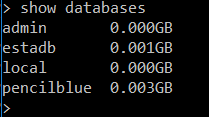 > show databases
admin       0.000GB
estadb      0.001GB
local       0.000GB
pencilblue  0.003GB
>